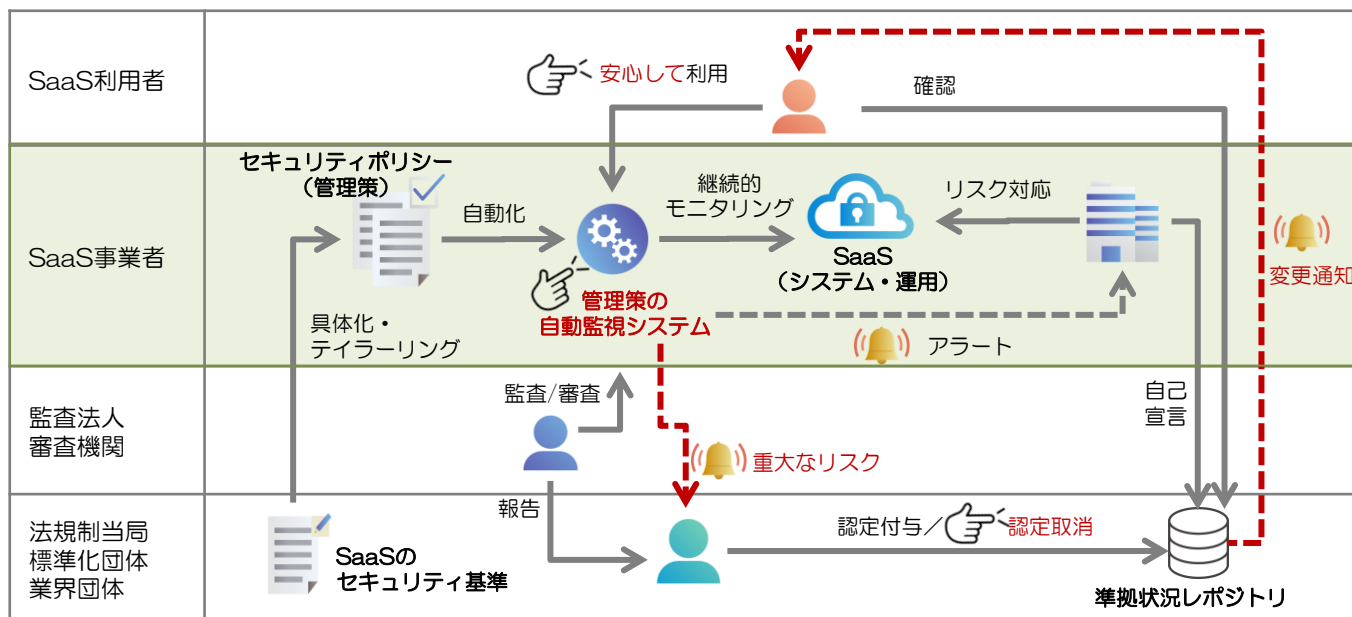 SaaS利用者
安心して利用
確認
SaaS事業者
セキュリティポリシー
（管理策）
自動化
継続的
モニタリング
リスク対応
SaaS
（システム・運用）
変更通知
管理策の
自動監視システム
具体化・
テイラーリング
アラート
監査法人
審査機関
監査/審査
自己
宣言
重大なリスク
法規制当局
標準化団体
業界団体
報告
SaaSの
セキュリティ基準
認定付与／
認定取消
準拠状況レポジトリ